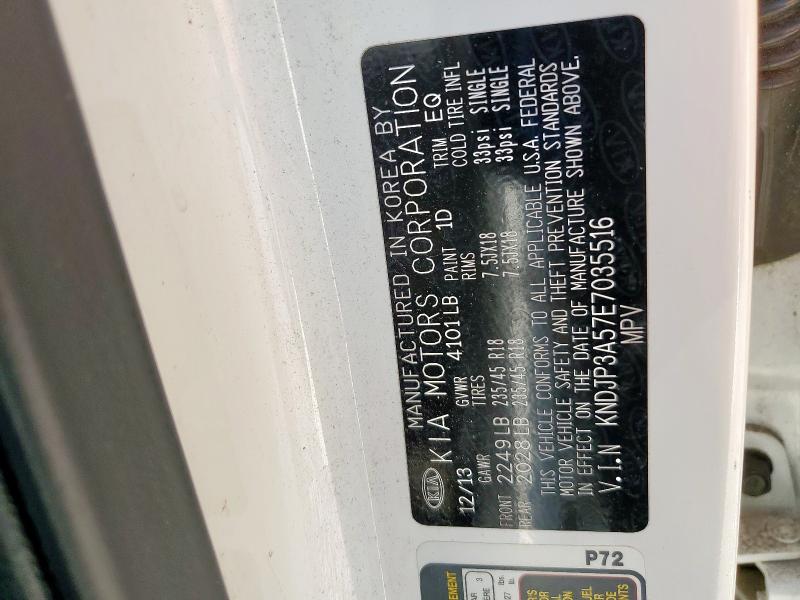 MANUFACTURED IN KOREA BY
KIA KIA MOTORS CORPORATION
12/13 GVWR 4101LB PAINT 1D TRIM EQ
GAWR TIRES RIMS COLD TIRE INFL
FRONT 2249LB 235/45 R18 7.5JX18 33psi SINGLE
REAR 2028LB 235/45 R18 7.5JX18 33psi SINGLE
THIS VEHICLE CONFORMS TO ALL APPLICABLE U.S.A. FEDERAL
MOTOR VEHICLE SAFETY AND THEFT PREVENTION STANDARDS
IN EFFECT ON THE DATE OF MANUFACTURE SHOWN ABOVE.
V.I.N KNDJP3A57E7035516
MPV
P72